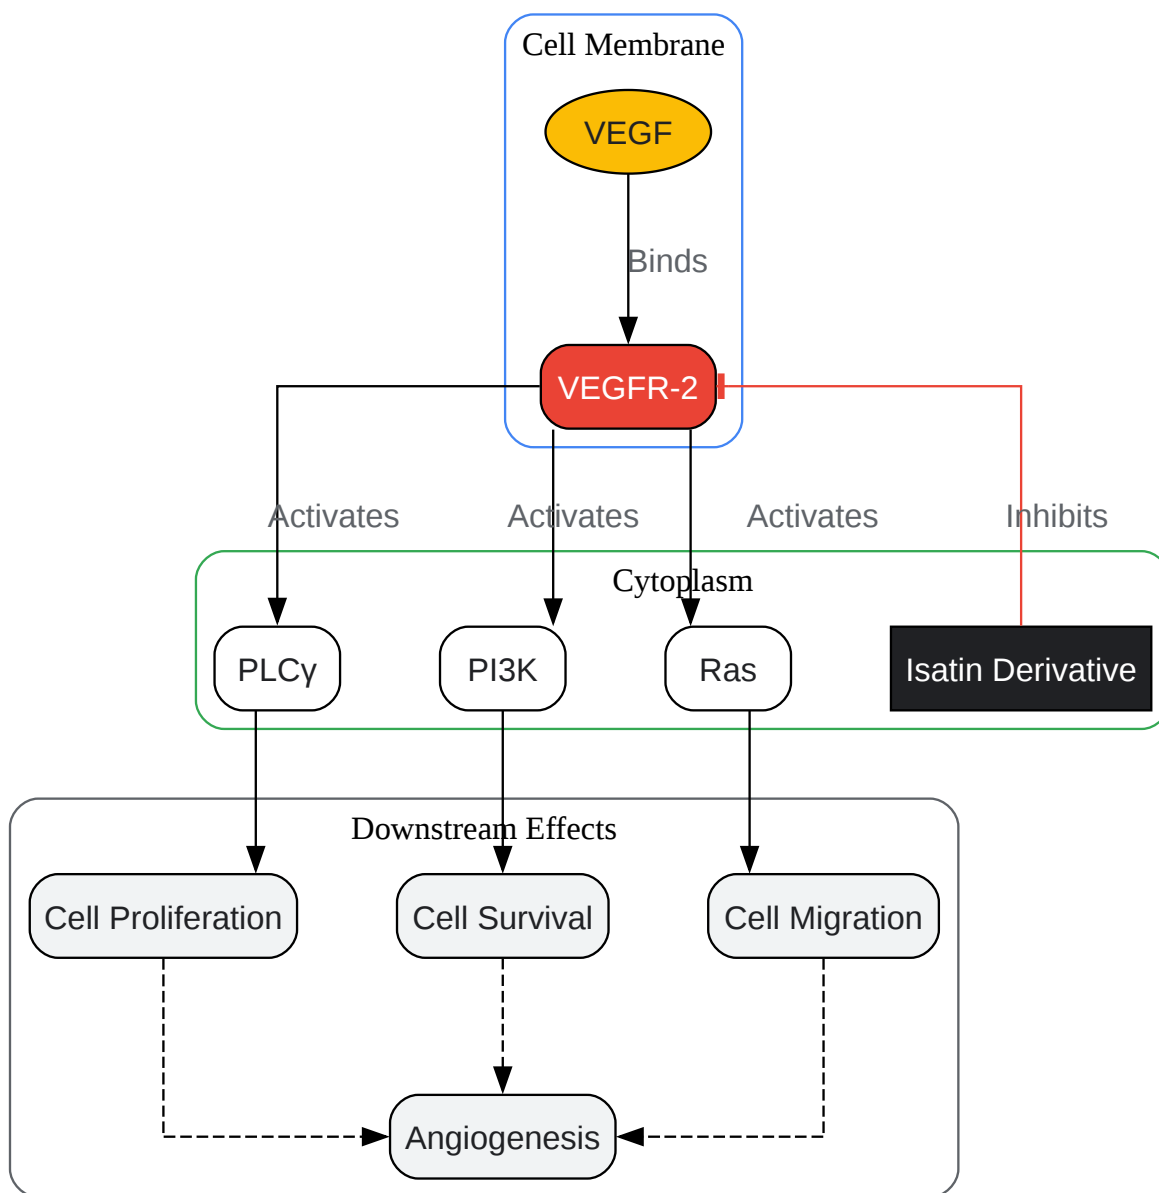 Cell Membrane
VEGF
Binds
VEGFR-2
Activates
Activates
Activates
Inhibits
Cytoplasm
PLCγ
PI3K
Ras
Isatin Derivative
Downstream Effects
Cell Proliferation
Cell Survival
Cell Migration
Angiogenesis